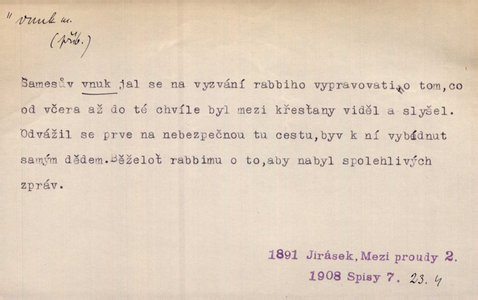 " vnuk m.
(příb.)
Šamesův vnuk jal se na vyzvání rabbiho vypravovati o tom,co
od včera až do té chvíle byl mezi křesťany viděl a slyšel.
Odvážil se prve na nebezpečnou tu cestu,byv k ní vybídnut
samým dědem.Běželoť rabbimu o to,aby nabyl spolehlivých
zpráv.
1891 Jirásek,Mezi proudy 2.
1908 Spisy 7. 23.4